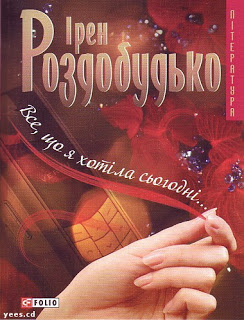 Ірен
Роздобудько
ЛІТЕРАТУРА
Все, що я хотіла сьогодні...
FOLIO
yees.cd